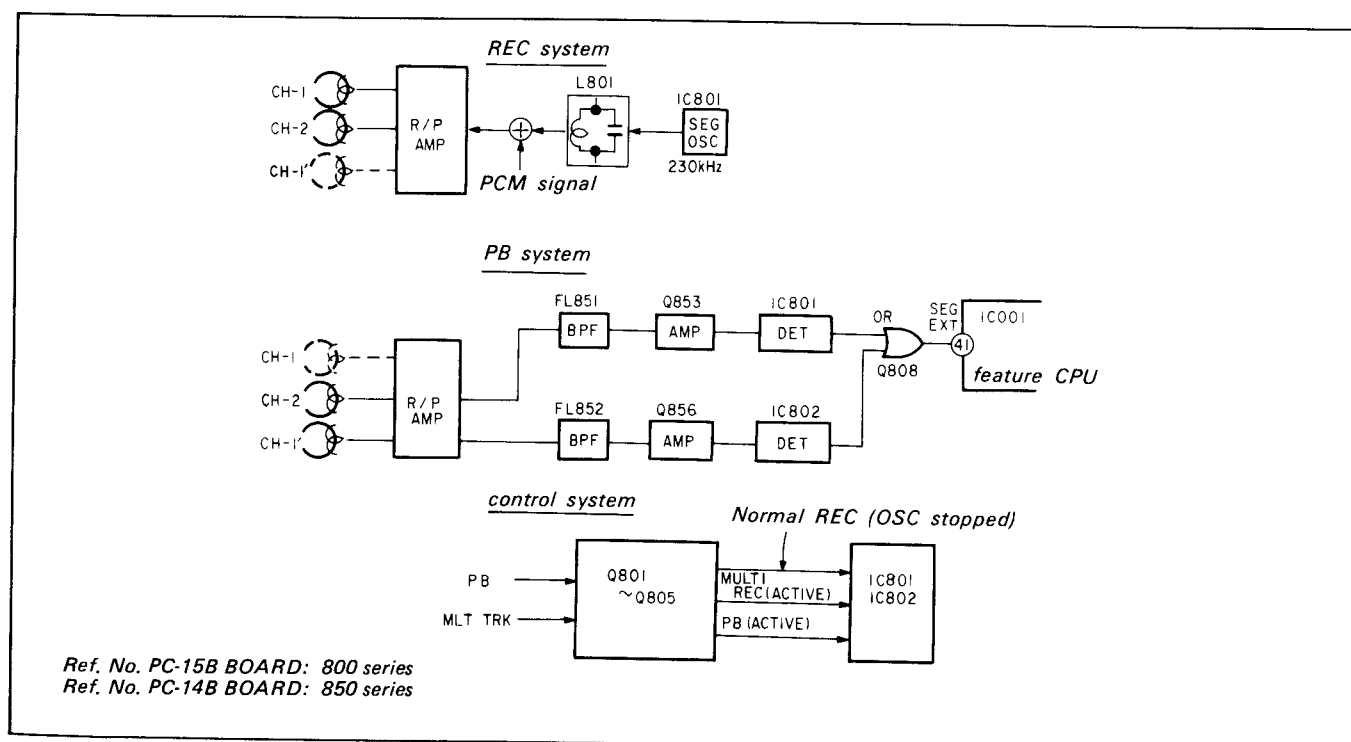 REC system
L801
IC801
CH-1
CH-2
CH-1'
R/P
AMP
SEG
OSC
230kHz
PCM signal
PB system
FL851
Q853
IC801
BPF
AMP
DET
OR
SEG
EXT
IC001
41
Q808
feature CPU
CH-1
CH-2
CH-1'
R/P
AMP
FL852
Q856
IC802
BPF
AMP
DET
control system
Normal REC (OSC stopped)
PB
MLT TRK
Q801
~Q805
MULTI
REC(ACTIVE)
PB(ACTIVE)
IC801
IC802
Ref. No. PC-15B BOARD: 800 series
Ref. No. PC-14B BOARD: 850 series